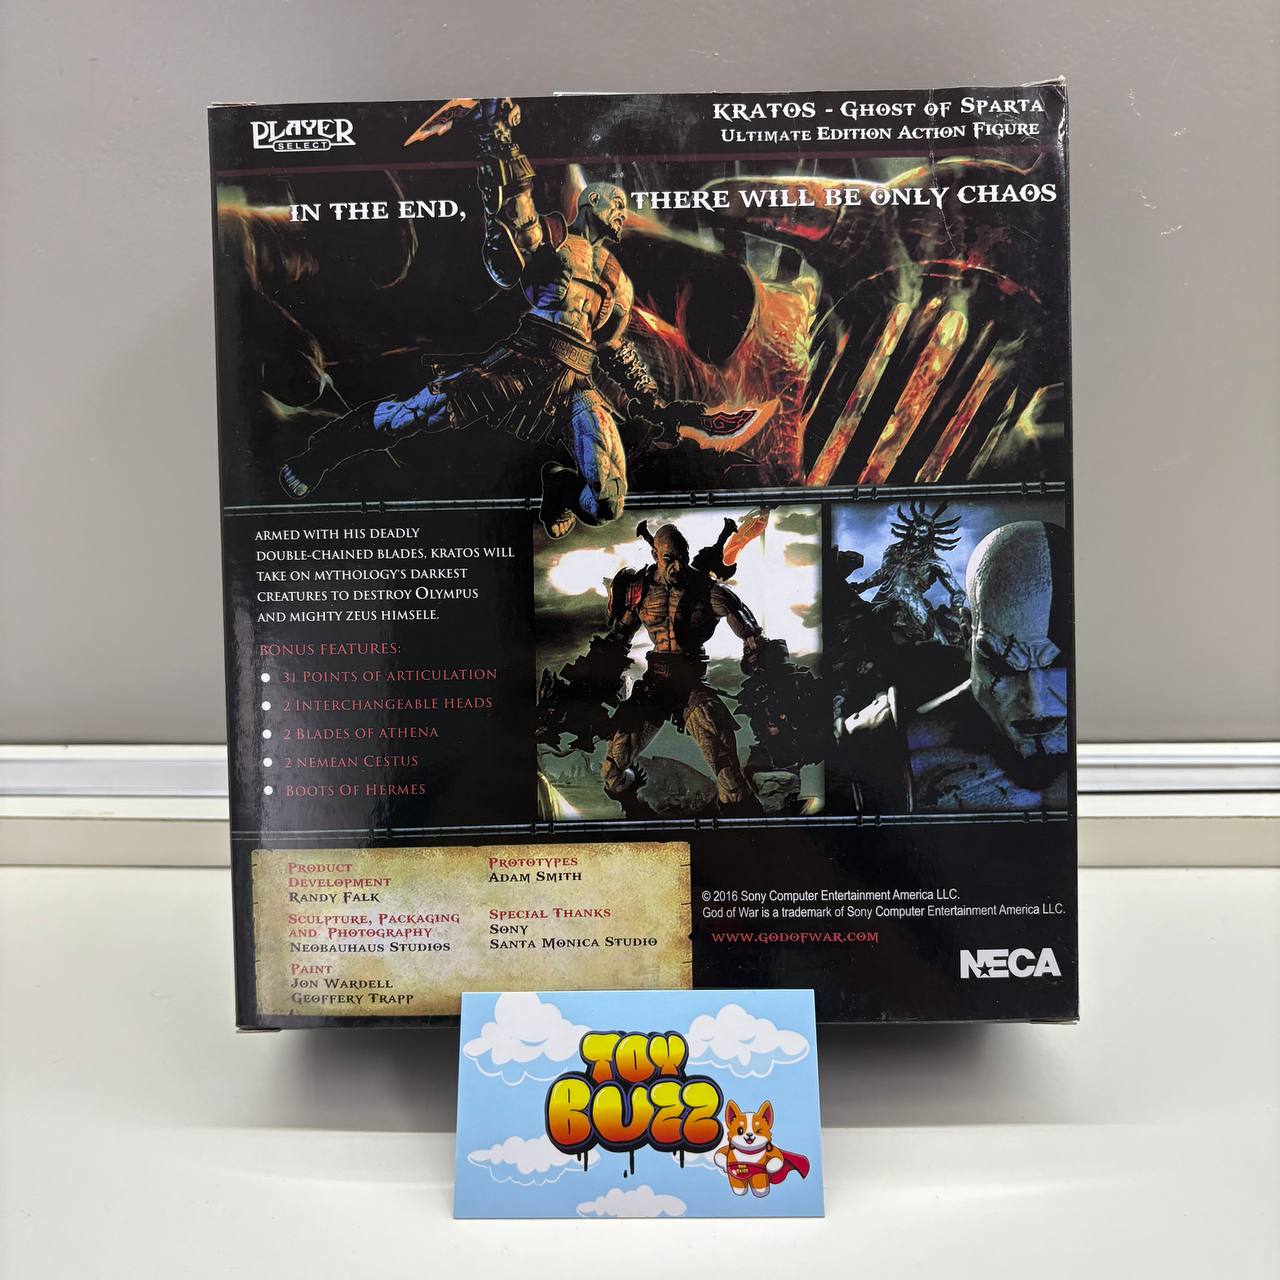 PLAYER
SELECT
KRATOS - GHOST OF SPARTA
ULTIMATE EDITION ACTION FIGURE
IN THE END, THERE WILL BE ONLY CHAOS
ARMED WITH HIS DEADLY
DOUBLE-CHAINED BLADES, KRATOS WILL
TAKE ON MYTHOLOGY'S DARKEST
CREATURES TO DESTROY OLYMPUS
AND MIGHTY ZEUS HIMSELE.
BONUS FEATURES:
● 31 POINTS OF ARTICULATION
● 2 INTERCHANGEABLE HEADS
● 2 BLADES OF ATHENA
● 2 NEMEAN CESTUS
● BOOTS OF HERMES
PRODUCT
DEVELOPMENT
RANDY FALK
SCULPTURE, PACKAGING
AND PHOTOGRAPHY
NEOBAUHAUS STUDIOS
PAINT
JON WARDELL
GEOFFERY TRAPP
PROTOTYPES
ADAM SMITH
SPECIAL THANKS
SONY
SANTA MONICA STUDIO
© 2016 Sony Computer Entertainment America LLC.
God of War is a trademark of Sony Computer Entertainment America LLC.
WWW.GODOFWAR.COM
NECA
TOY
BUZZ